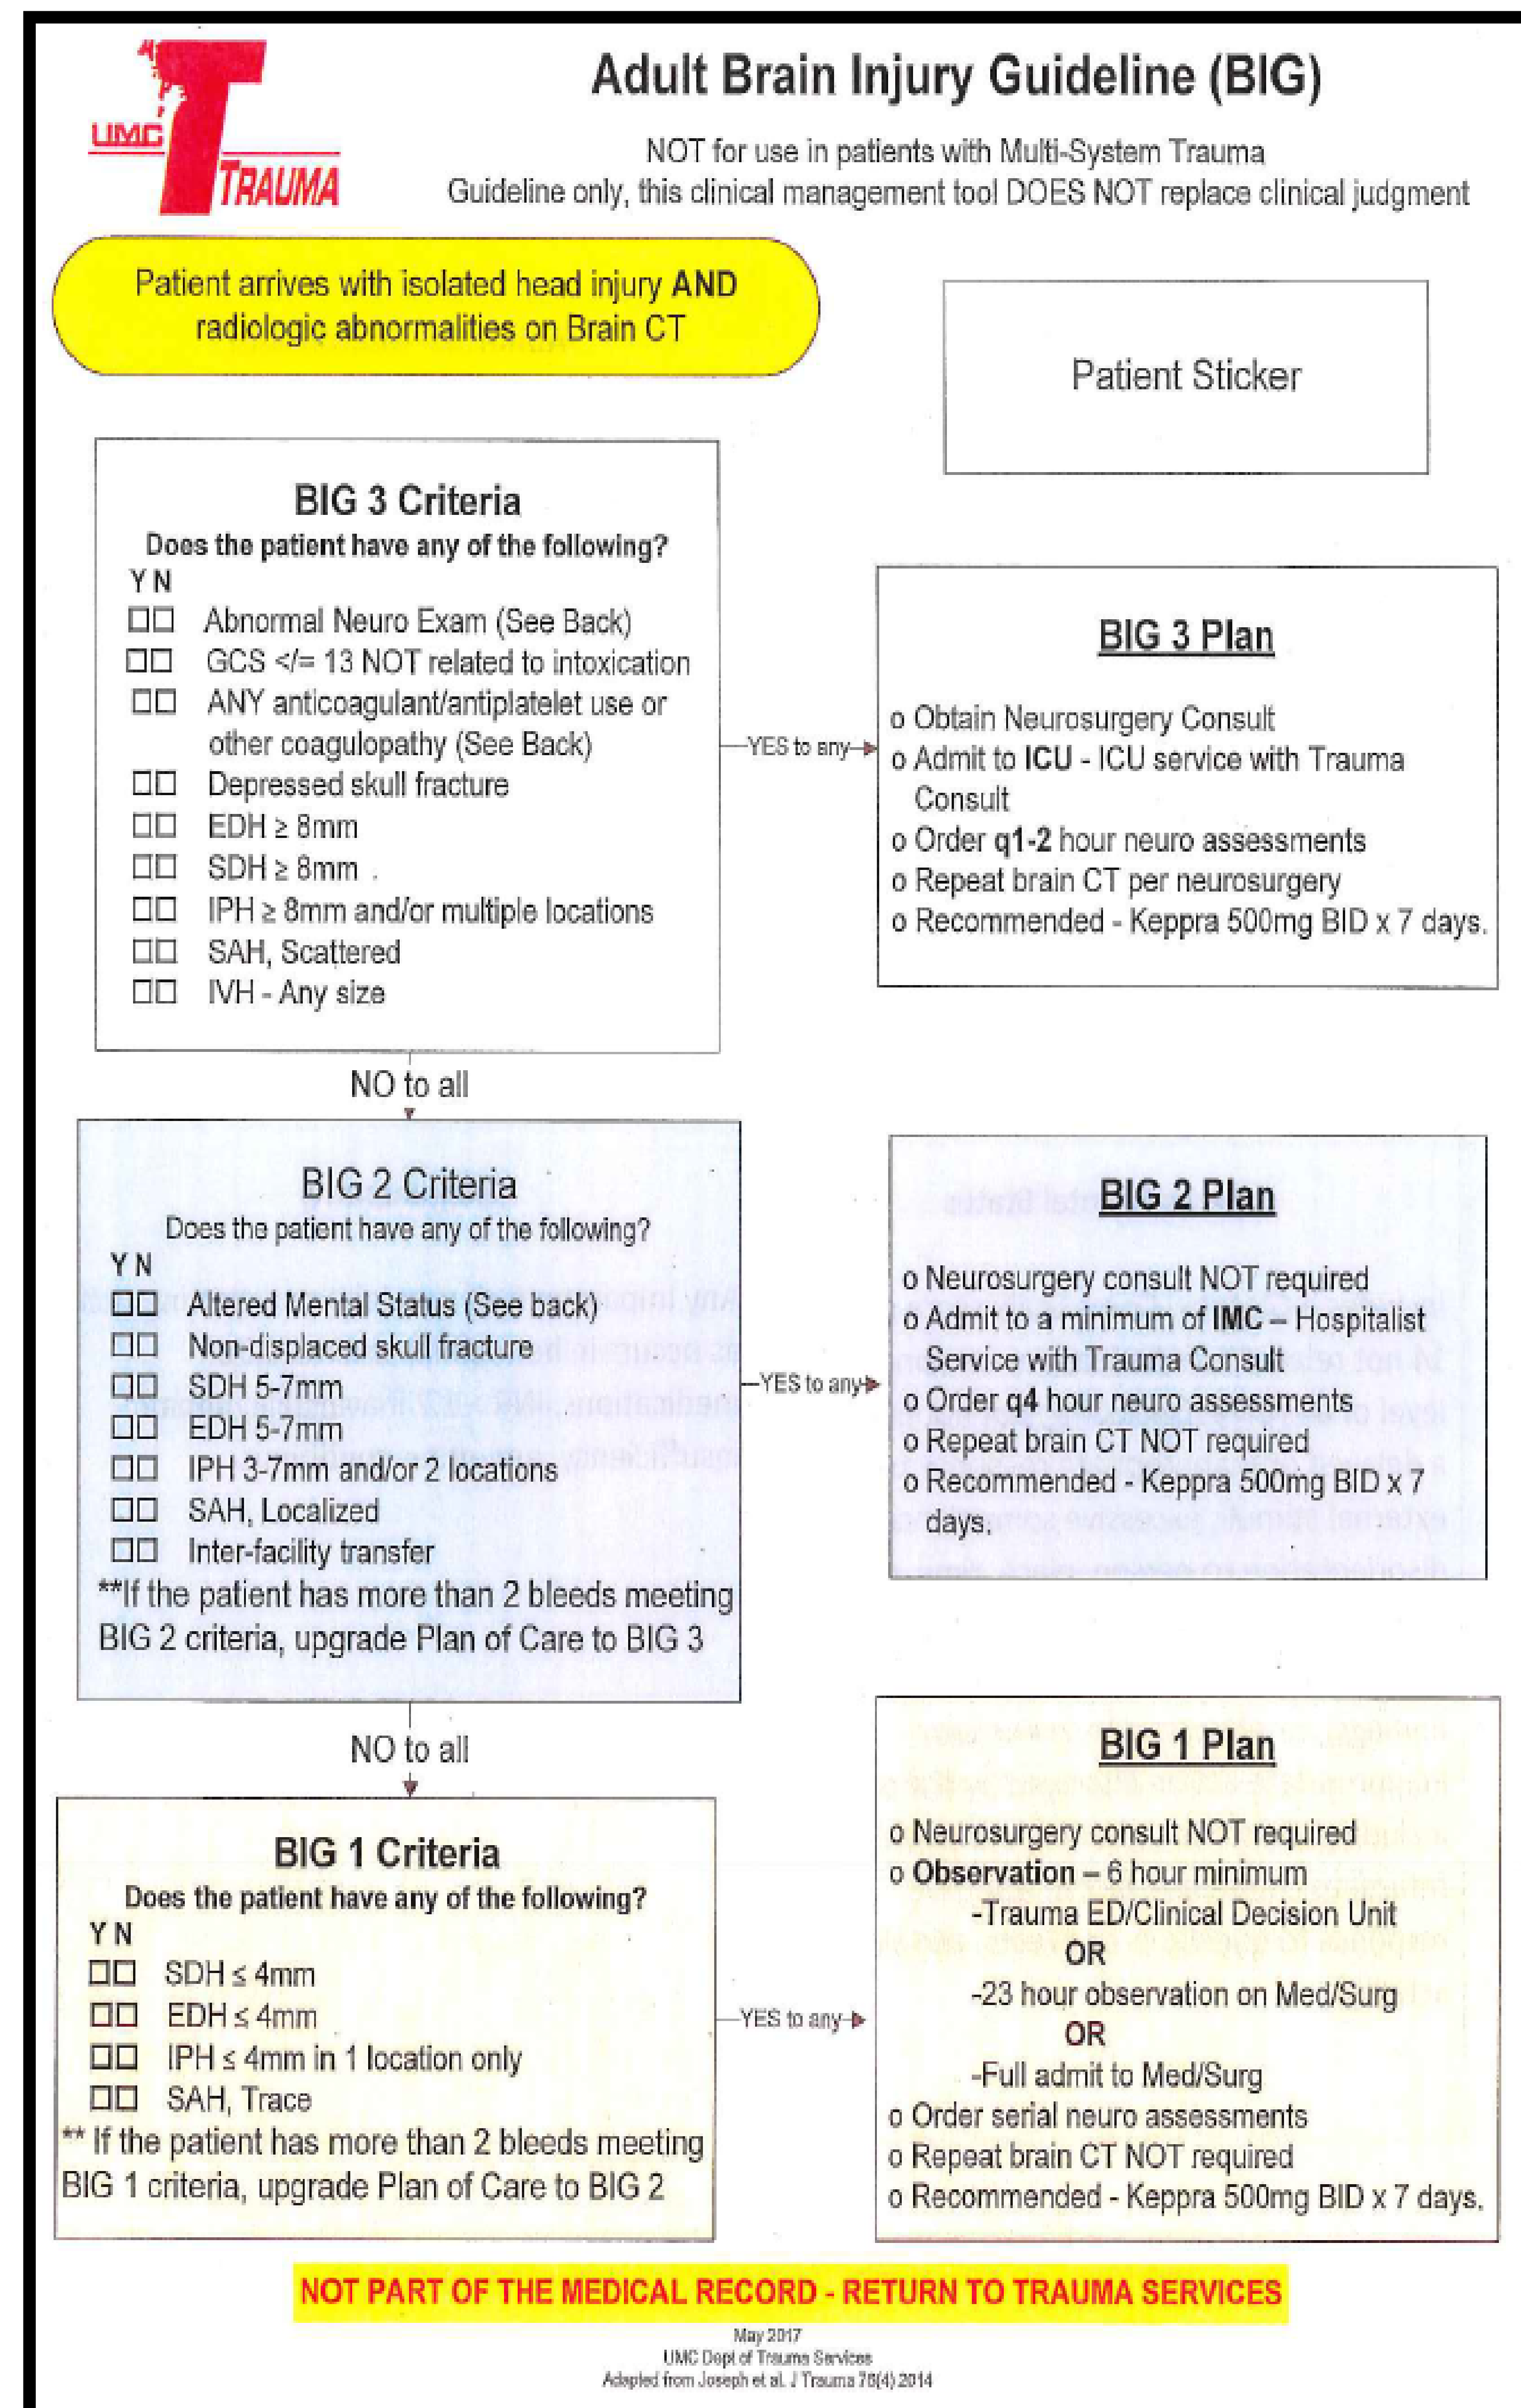 UMC
TRAUMA
Adult Brain Injury Guideline (BIG)
NOT for use in patients with Multi-System Trauma
Guideline only, this clinical management tool DOES NOT replace clinical judgment
Patient arrives with isolated head injury AND
radiologic abnormalities on Brain CT
Patient Sticker
BIG 3 Criteria
Does the patient have any of the following?
Y N
□□ Abnormal Neuro Exam (See Back)
□□ GCS </= 13 NOT related to intoxication
□□ ANY anticoagulant/antiplatelet use or
other coagulopathy (See Back)
□□ Depressed skull fracture
□□ EDH ≥ 8mm
□□ SDH ≥ 8mm
□□ IPH ≥ 8mm and/or multiple locations
□□ SAH, Scattered
□□ IVH - Any size
YES to any
BIG 3 Plan
o Obtain Neurosurgery Consult
o Admit to ICU - ICU service with Trauma
Consult
o Order q1-2 hour neuro assessments
o Repeat brain CT per neurosurgery
o Recommended - Keppra 500mg BID x 7 days.
NO to all
BIG 2 Criteria
Does the patient have any of the following?
Y N
□□ Altered Mental Status (See back)
□□ Non-displaced skull fracture
□□ SDH 5-7mm
□□ EDH 5-7mm
□□ IPH 3-7mm and/or 2 locations
□□ SAH, Localized
□□ Inter-facility transfer
**If the patient has more than 2 bleeds meeting
BIG 2 criteria, upgrade Plan of Care to BIG 3
YES to any
BIG 2 Plan
o Neurosurgery consult NOT required
o Admit to a minimum of IMC – Hospitalist
Service with Trauma Consult
o Order q4 hour neuro assessments
o Repeat brain CT NOT required
o Recommended - Keppra 500mg BID x 7
days.
NO to all
BIG 1 Criteria
Does the patient have any of the following?
Y N
□□ SDH ≤ 4mm
□□ EDH ≤ 4mm
□□ IPH ≤ 4mm in 1 location only
□□ SAH, Trace
** If the patient has more than 2 bleeds meeting
BIG 1 criteria, upgrade Plan of Care to BIG 2
YES to any
BIG 1 Plan
o Neurosurgery consult NOT required
o Observation – 6 hour minimum
-Trauma ED/Clinical Decision Unit
OR
-23 hour observation on Med/Surg
OR
-Full admit to Med/Surg
o Order serial neuro assessments
o Repeat brain CT NOT required
o Recommended - Keppra 500mg BID x 7 days.
NOT PART OF THE MEDICAL RECORD - RETURN TO TRAUMA SERVICES
May 2017
UMC Dept of Trauma Services
Adapted from Joseph et al. J Trauma 76(4) 2014